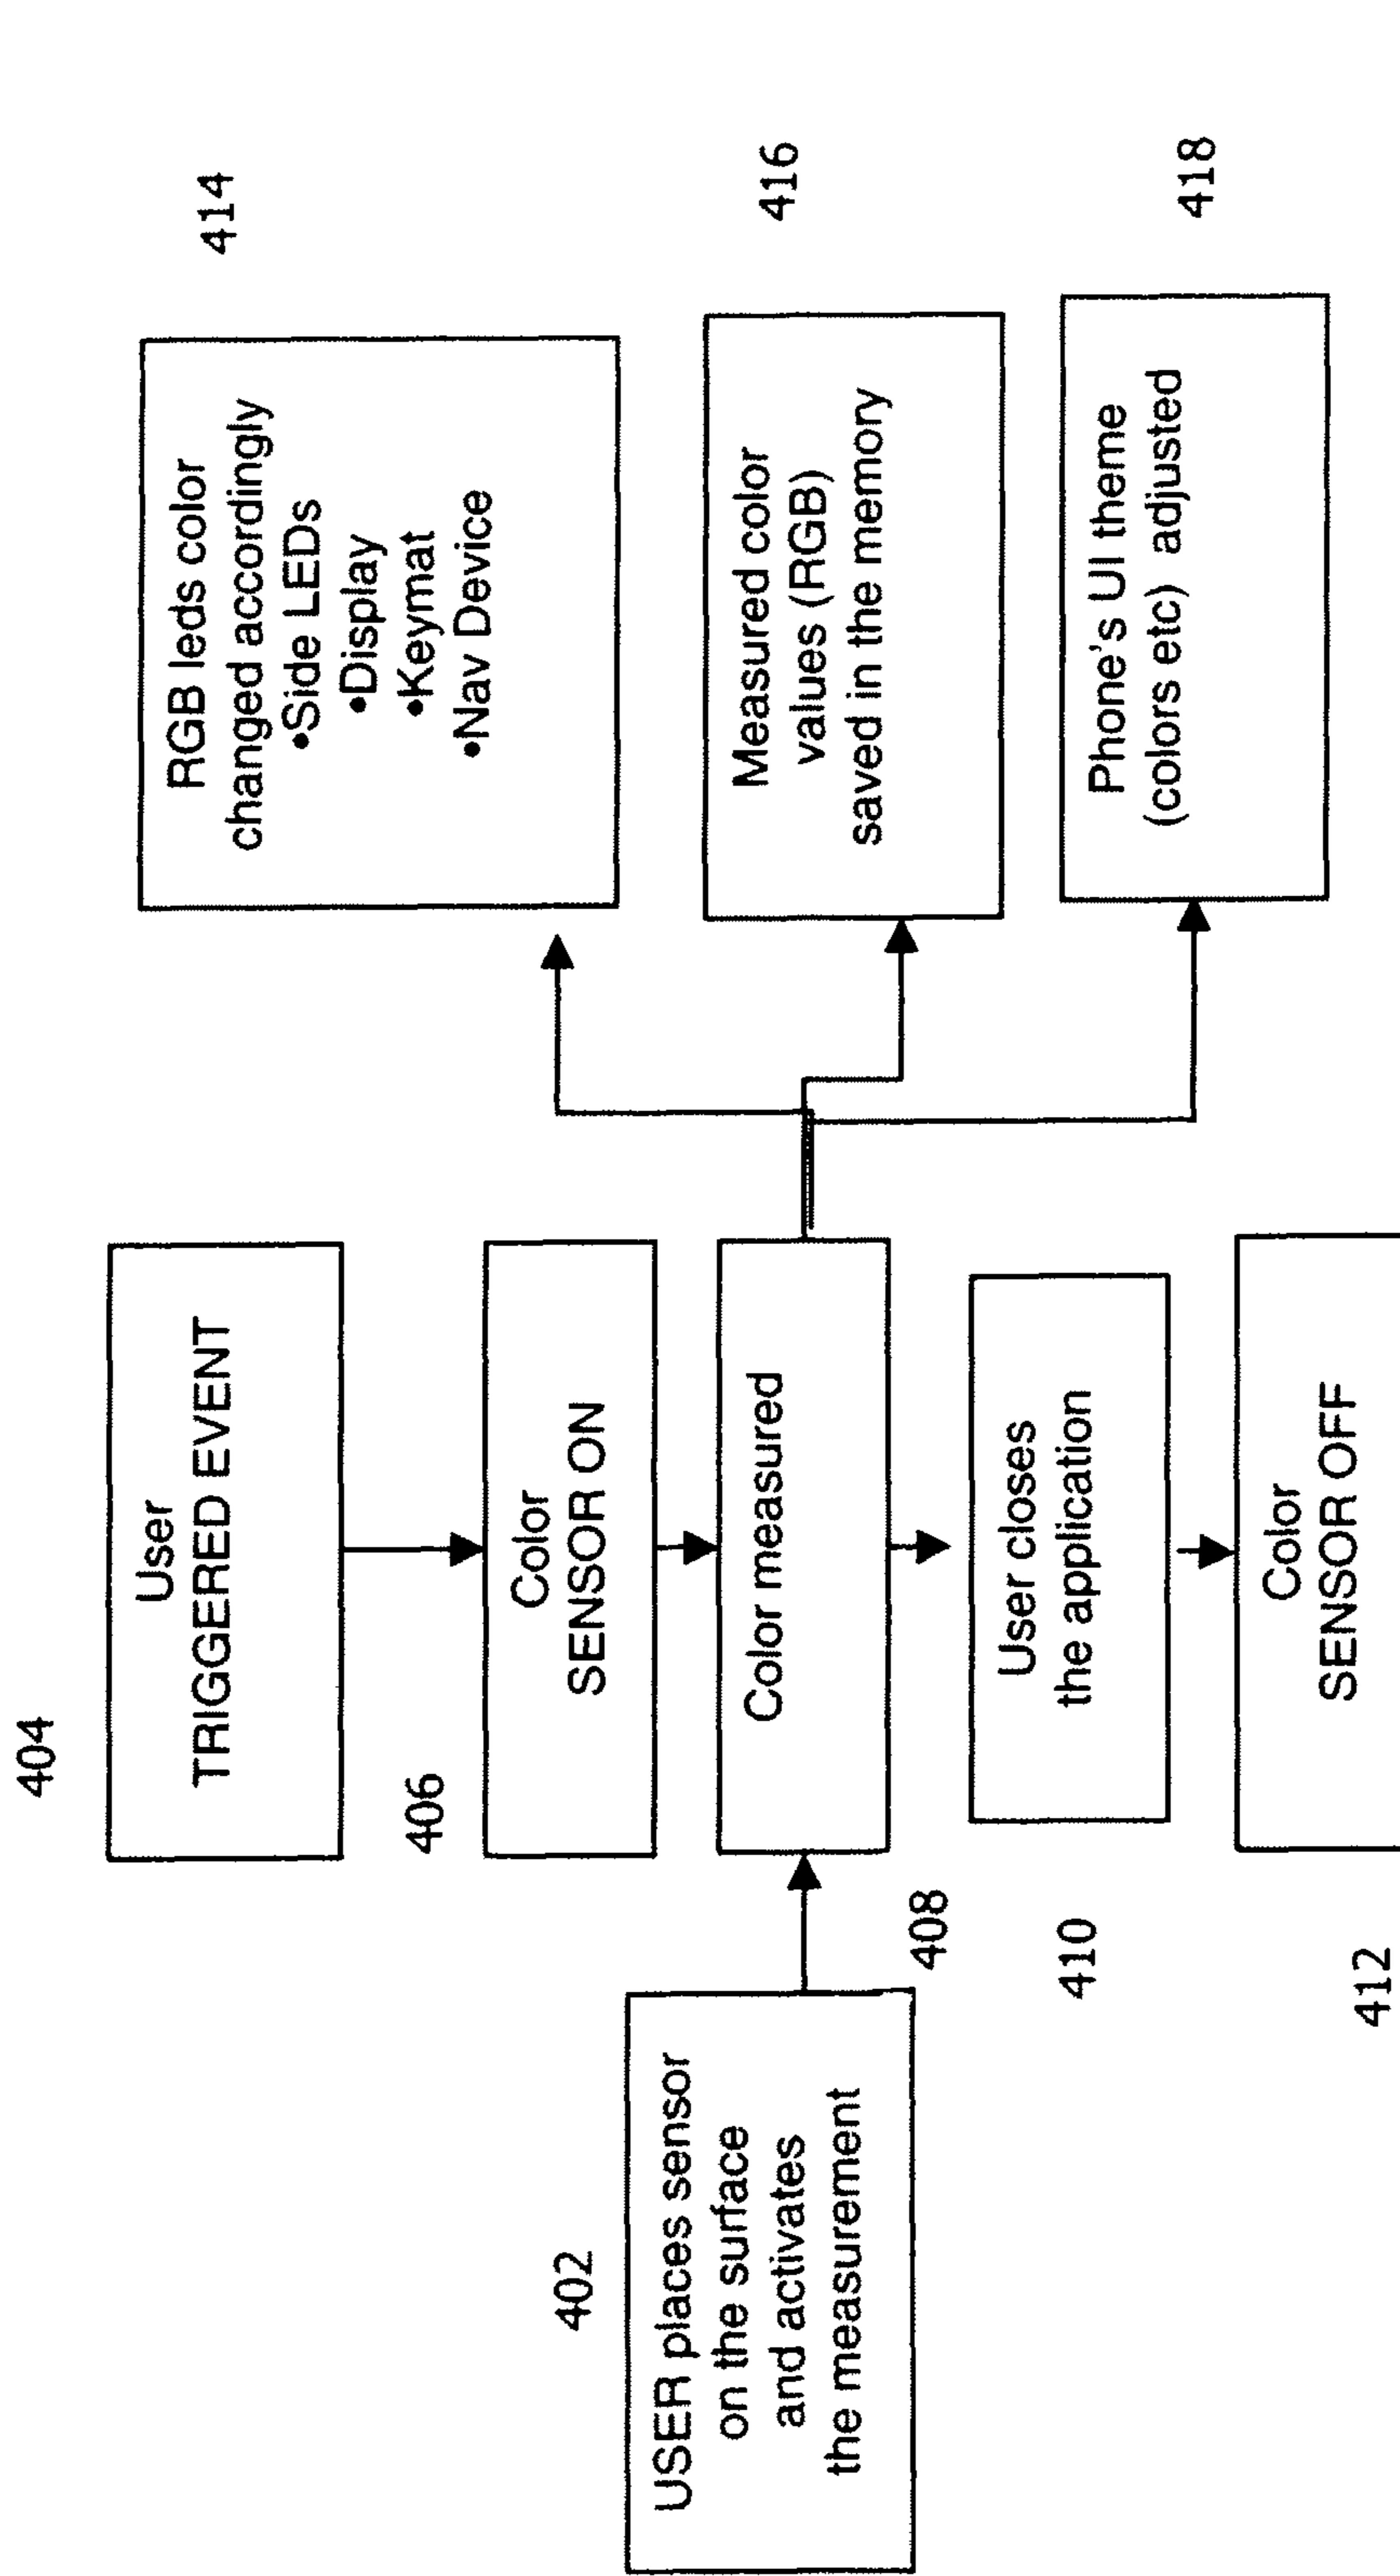 404
User
TRIGGERED EVENT
406
Color
SENSOR ON
402
USER places sensor
on the surface
and activates
the measurement
408
Color measured
410
User closes
the application
412
Color
SENSOR OFF
414
RGB leds color
changed accordingly
•Side LEDs
•Display
•Keymat
•Nav Device
416
Measured color
values (RGB)
saved in the memory
418
Phone's UI theme
(colors etc) adjusted